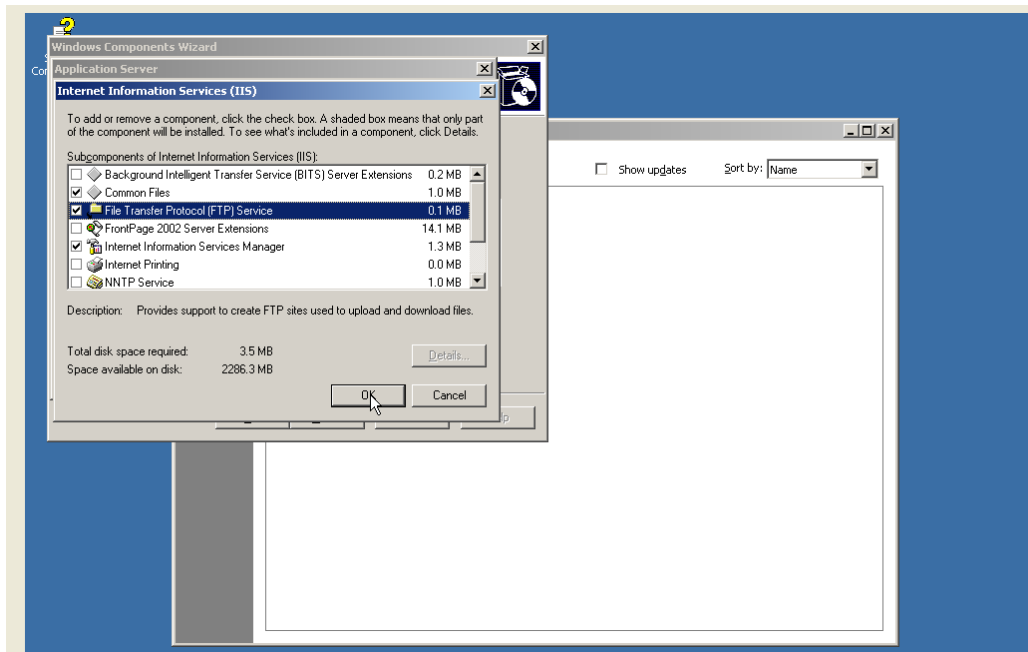 Windows Components Wizard
Application Server
Internet Information Services (IIS)
To add or remove a component, click the check box. A shaded box means that only part
of the component will be installed. To see what's included in a component, click Details.
Subcomponents of Internet Information Services (IIS):
Background Intelligent Transfer Service (BITS) Server Extensions 0.2 MB
Common Files 1.0 MB
File Transfer Protocol (FTP) Service 0.1 MB
FrontPage 2002 Server Extensions 14.1 MB
Internet Information Services Manager 1.3 MB
Internet Printing 0.0 MB
NNTP Service 1.0 MB
Description: Provides support to create FTP sites used to upload and download files.
Total disk space required: 3.5 MB
Space available on disk: 2286.3 MB
Details...
OK Cancel
Show updates Sort by: Name